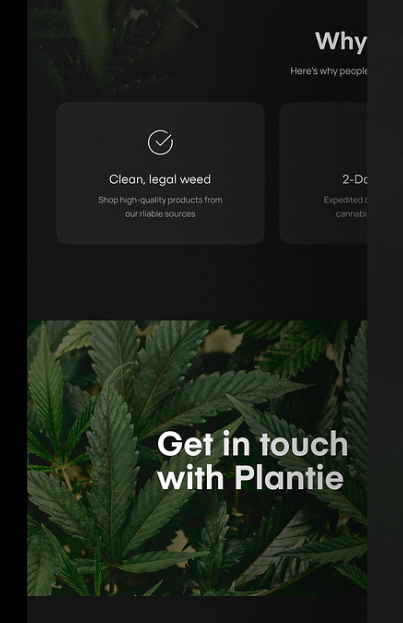 Why
Here's why people
Clean, legal weed
Shop high-quality products from
our rliable sources
2-Da
Expedited d
cannabi
Get in touch
with Plantie